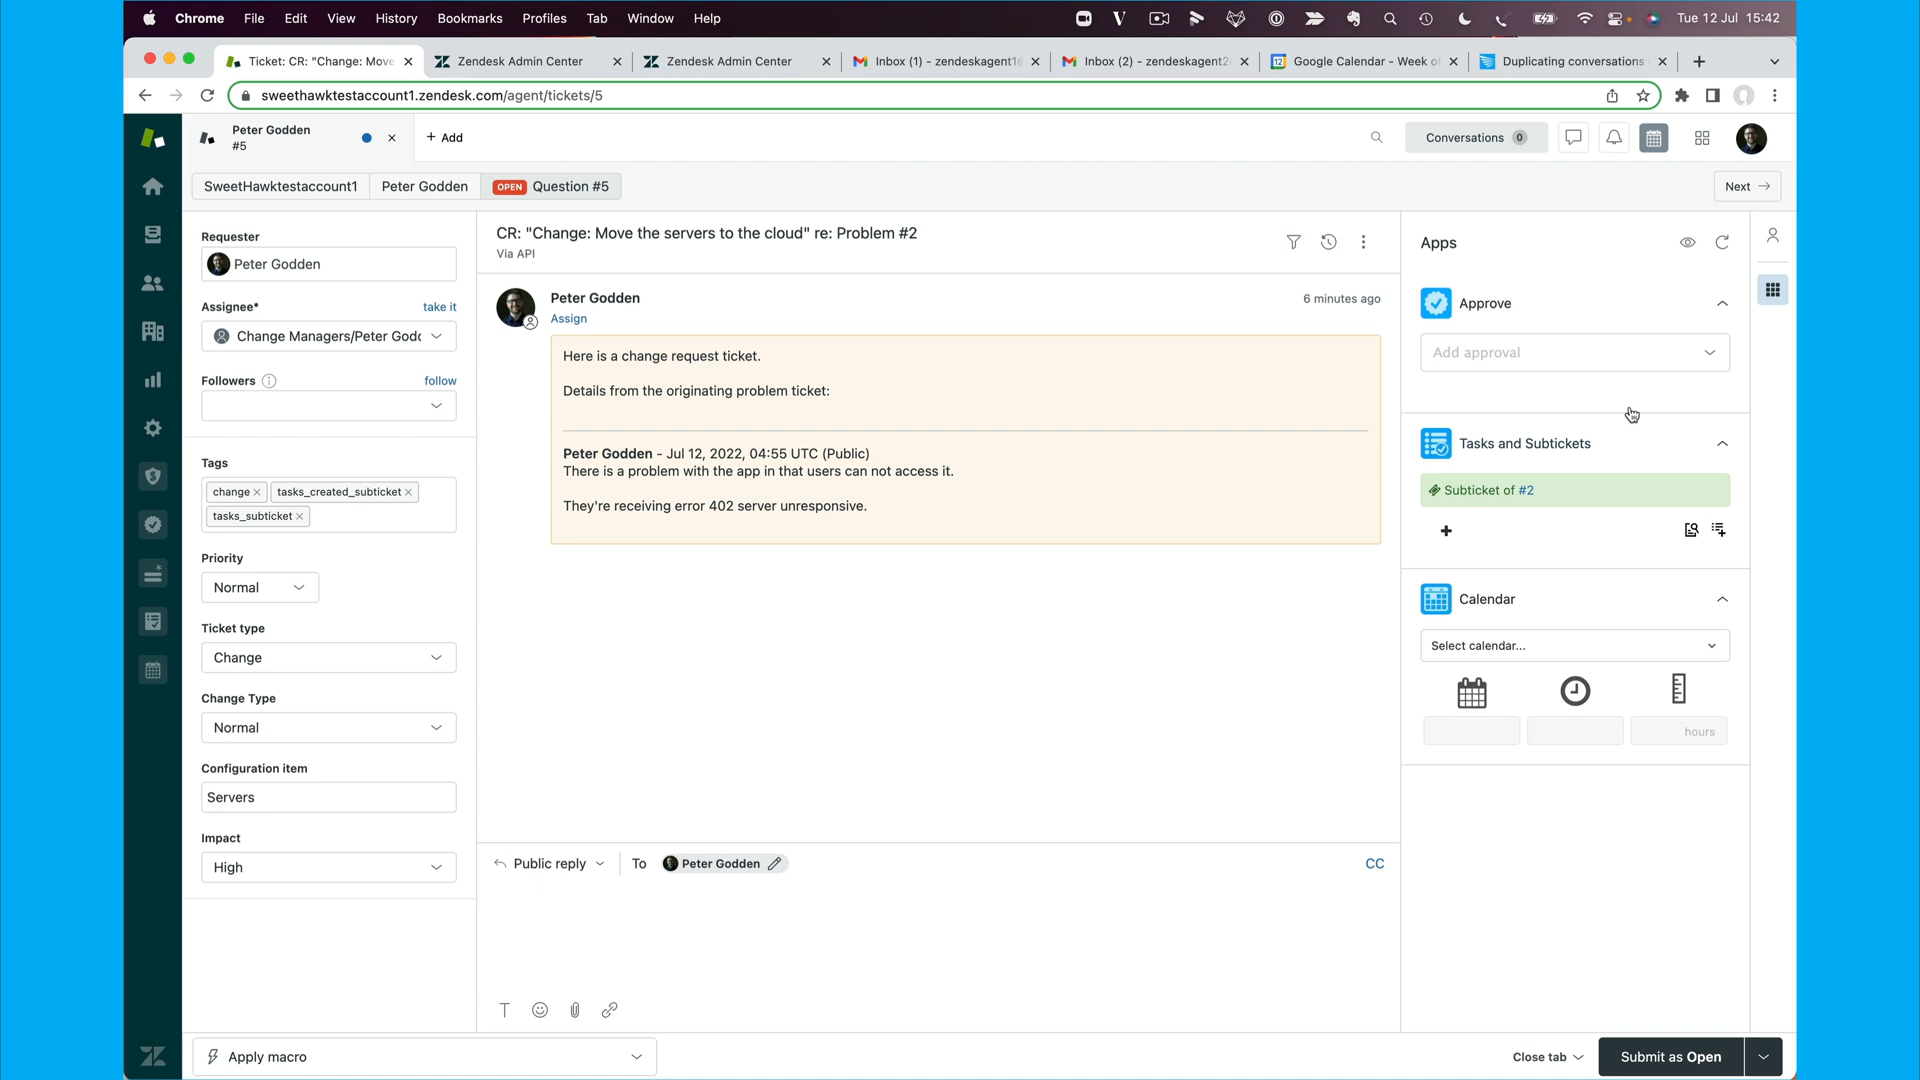 Chrome File Edit View History Bookmarks Profiles Tab Window Help Tue 12 Jul 15:42
Ticket: CR: "Change: Move Zendesk Admin Center Zendesk Admin Center Inbox (1) - zendeskagent1 Inbox (2) - zendeskagent2 Google Calendar - Week o Duplicating conversations
sweethawktestaccount1.zendesk.com/agent/tickets/5
Peter Godden
#5
+ Add
Conversations 0
SweetHawktestaccount1 Peter Godden OPEN Question #5 Next
Requester
Peter Godden
Assignee* take it
Change Managers/Peter Godd
Followers follow
Tags
change tasks_created_subticket
tasks_subticket
Priority
Normal
Ticket type
Change
Change Type
Normal
Configuration item
Servers
Impact
High
CR: "Change: Move the servers to the cloud" re: Problem #2
Via API
Peter Godden 6 minutes ago
Assign
Here is a change request ticket.
Details from the originating problem ticket:
Peter Godden - Jul 12, 2022, 04:55 UTC (Public)
There is a problem with the app in that users can not access it.
They're receiving error 402 server unresponsive.
Public reply To Peter Godden CC
Apps
Approve
Add approval
Tasks and Subtickets
Subticket of #2
Calendar
Select calendar...
hours
Apply macro Close tab Submit as Open